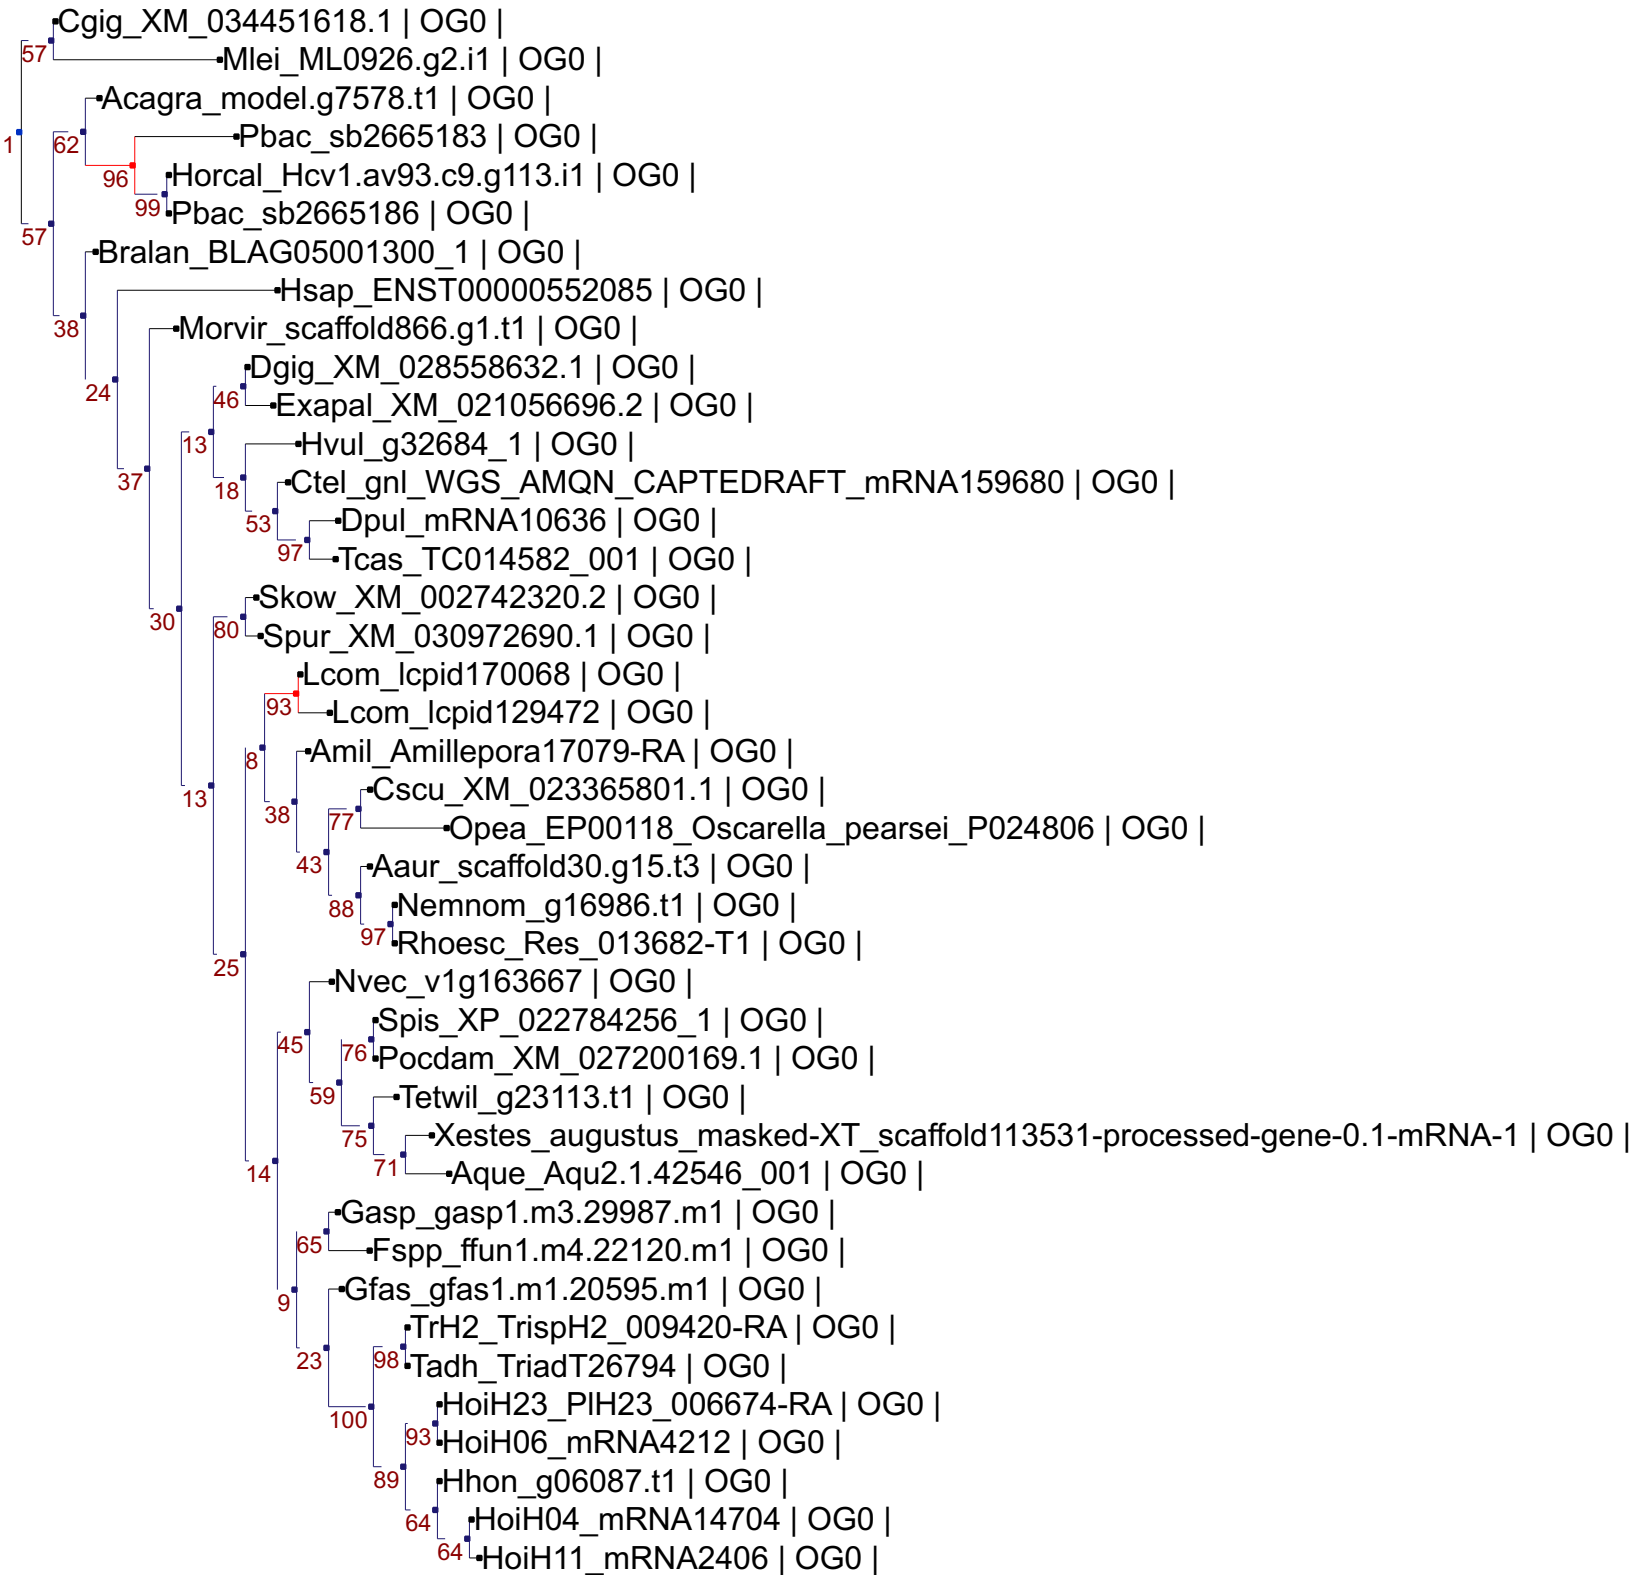 Cgig_XM_034451618.1 | OG0 |
57
Mlei_ML0926.g2.i1 | OG0 |
Acagra_model.g7578.t1 | OG0 |
1
62
Pbac_sb2665183 | OG0 |
96
Horcal_Hcv1.av93.c9.g113.i1 | OG0 |
99
Pbac_sb2665186 | OG0 |
57
Bralan_BLAG05001300_1 | OG0 |
Hsap_ENST00000552085 | OG0 |
38
Morvir_scaffold866.g1.t1 | OG0 |
Dgig_XM_028558632.1 | OG0 |
24
46
Exapal_XM_021056696.2 | OG0 |
13
Hvul_g32684_1 | OG0 |
37
Ctel_gnl_WGS_AMQN_CAPTEDRAFT_mRNA159680 | OG0 |
18
53
Dpul_mRNA10636 | OG0 |
97
Tcas_TC014582_001 | OG0 |
Skow_XM_002742320.2 | OG0 |
30
80
Spur_XM_030972690.1 | OG0 |
Lcom_lcpid170068 | OG0 |
93
Lcom_lcpid129472 | OG0 |
Amil_Amillepora17079-RA | OG0 |
8
Cscu_XM_023365801.1 | OG0 |
13
38
77
Opea_EP00118_Oscarella_pearsei_P024806 | OG0 |
43
Aaur_scaffold30.g15.t3 | OG0 |
88
Nemnom_g16986.t1 | OG0 |
97
Rhoesc_Res_013682-T1 | OG0 |
25
Nvec_v1g163667 | OG0 |
Spis_XP_022784256_1 | OG0 |
45
76
Pocdam_XM_027200169.1 | OG0 |
59
Tetwil_g23113.t1 | OG0 |
75
Xestes_augustus_masked-XT_scaffold113531-processed-gene-0.1-mRNA-1 | OG0 |
14
71
Aque_Aqu2.1.42546_001 | OG0 |
Gasp_gasp1.m3.29987.m1 | OG0 |
65
Fspp_ffun1.m4.22120.m1 | OG0 |
Gfas_gfas1.m1.20595.m1 | OG0 |
9
TrH2_TrispH2_009420-RA | OG0 |
23
98
Tadh_TriadT26794 | OG0 |
HoiH23_PlH23_006674-RA | OG0 |
100
93
HoiH06_mRNA4212 | OG0 |
89
Hhon_g06087.t1 | OG0 |
64
HoiH04_mRNA14704 | OG0 |
64
HoiH11_mRNA2406 | OG0 |